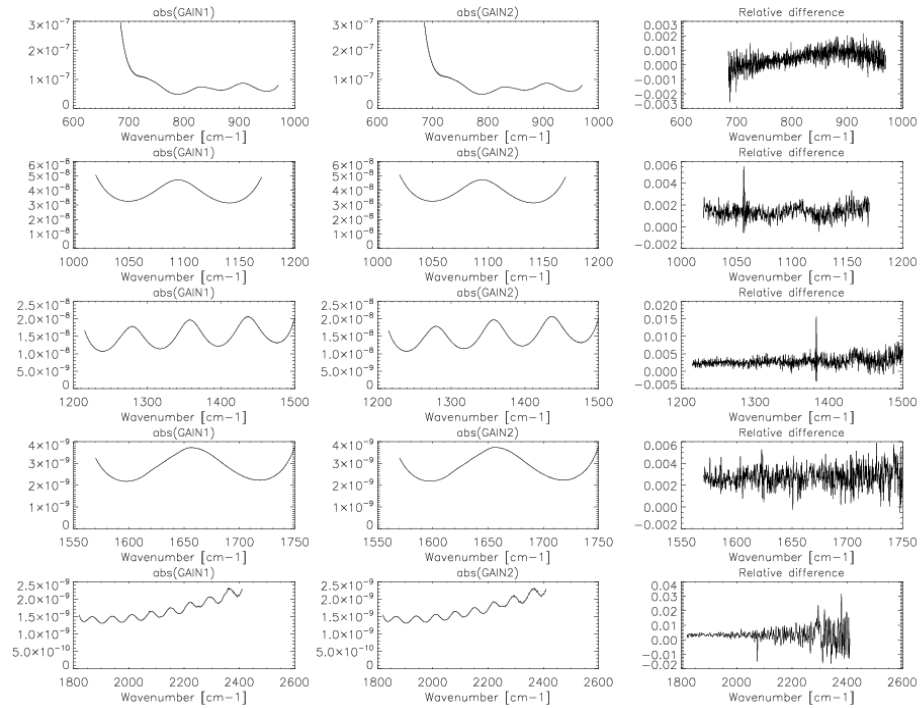 abs(GAIN1) abs(GAIN2) Relative difference
3×10⁻⁷ 3×10⁻⁷ 0.003
2×10⁻⁷ 2×10⁻⁷ 0.001
1×10⁻⁷ 1×10⁻⁷ −0.001
0 0 −0.003
600 700 800 900 1000 600 700 800 900 1000 600 700 800 900 1000
Wavenumber [cm−1] Wavenumber [cm−1] Wavenumber [cm−1]
abs(GAIN1) abs(GAIN2) Relative difference
6×10⁻⁸ 6×10⁻⁸ 0.006
5×10⁻⁸ 5×10⁻⁸
4×10⁻⁸ 4×10⁻⁸ 0.004
3×10⁻⁸ 3×10⁻⁸ 0.002
2×10⁻⁸ 2×10⁻⁸ 0.000
1×10⁻⁸ 1×10⁻⁸
0 0 −0.002
1000 1050 1100 1150 1200 1000 1050 1100 1150 1200 1000 1050 1100 1150 1200
Wavenumber [cm−1] Wavenumber [cm−1] Wavenumber [cm−1]
abs(GAIN1) abs(GAIN2) Relative difference
2.5×10⁻⁸ 2.5×10⁻⁸ 0.020
2.0×10⁻⁸ 2.0×10⁻⁸ 0.015
1.5×10⁻⁸ 1.5×10⁻⁸ 0.010
1.0×10⁻⁸ 1.0×10⁻⁸ 0.005
5.0×10⁻⁹ 5.0×10⁻⁹ 0.000
0 0 −0.005
1200 1300 1400 1500 1200 1300 1400 1500 1200 1300 1400 1500
Wavenumber [cm−1] Wavenumber [cm−1] Wavenumber [cm−1]
abs(GAIN1) abs(GAIN2) Relative difference
4×10⁻⁹ 4×10⁻⁹ 0.006
3×10⁻⁹ 3×10⁻⁹ 0.004
2×10⁻⁹ 2×10⁻⁹ 0.002
1×10⁻⁹ 1×10⁻⁹ 0.000
0 0 −0.002
1550 1600 1650 1700 1750 1550 1600 1650 1700 1750 1550 1600 1650 1700 1750
Wavenumber [cm−1] Wavenumber [cm−1] Wavenumber [cm−1]
abs(GAIN1) abs(GAIN2) Relative difference
2.5×10⁻⁹ 2.5×10⁻⁹ 0.04
2.0×10⁻⁹ 2.0×10⁻⁹ 0.03
1.5×10⁻⁹ 1.5×10⁻⁹ 0.02
1.0×10⁻⁹ 1.0×10⁻⁹ 0.01
5.0×10⁻¹⁰ 5.0×10⁻¹⁰ 0.00
−0.01
0 0 −0.02
1800 2000 2200 2400 2600 1800 2000 2200 2400 2600 1800 2000 2200 2400 2600
Wavenumber [cm−1] Wavenumber [cm−1] Wavenumber [cm−1]